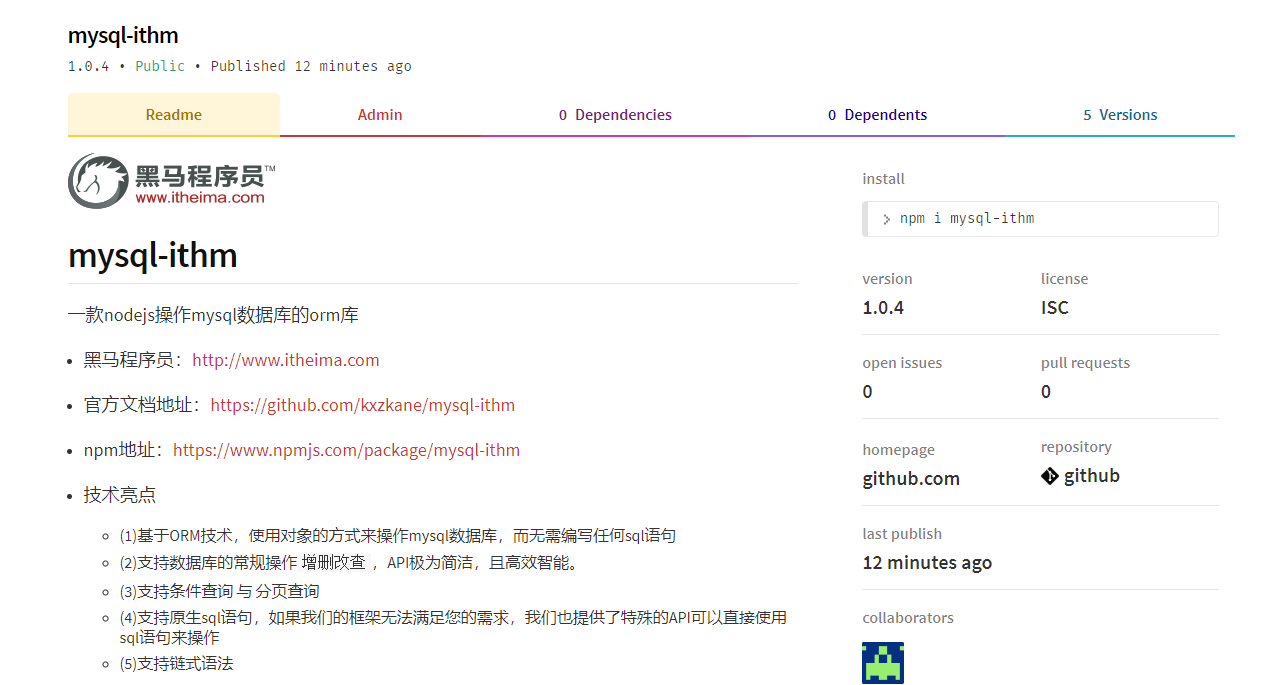 mysql-ithm
1.0.4 • Public • Published 12 minutes ago
Readme
Admin
0 Dependencies
0 Dependents
5 Versions
黑马程序员™
www.itheima.com
mysql-ithm
一款nodejs操作mysql数据库的orm库
黑马程序员：http://www.itheima.com
官方文档地址：https://github.com/kxzkane/mysql-ithm
npm地址：https://www.npmjs.com/package/mysql-ithm
技术亮点
(1)基于ORM技术，使用对象的方式来操作mysql数据库，而无需编写任何sql语句
(2)支持数据库的常规操作 增删改查 ，API极为简洁，且高效智能。
(3)支持条件查询 与 分页查询
(4)支持原生sql语句，如果我们的框架无法满足您的需求，我们也提供了特殊的API可以直接使用
sql语句来操作
(5)支持链式语法
install
> npm i mysql-ithm
version
1.0.4
license
ISC
open issues
0
pull requests
0
homepage
github.com
repository
github
last publish
12 minutes ago
collaborators